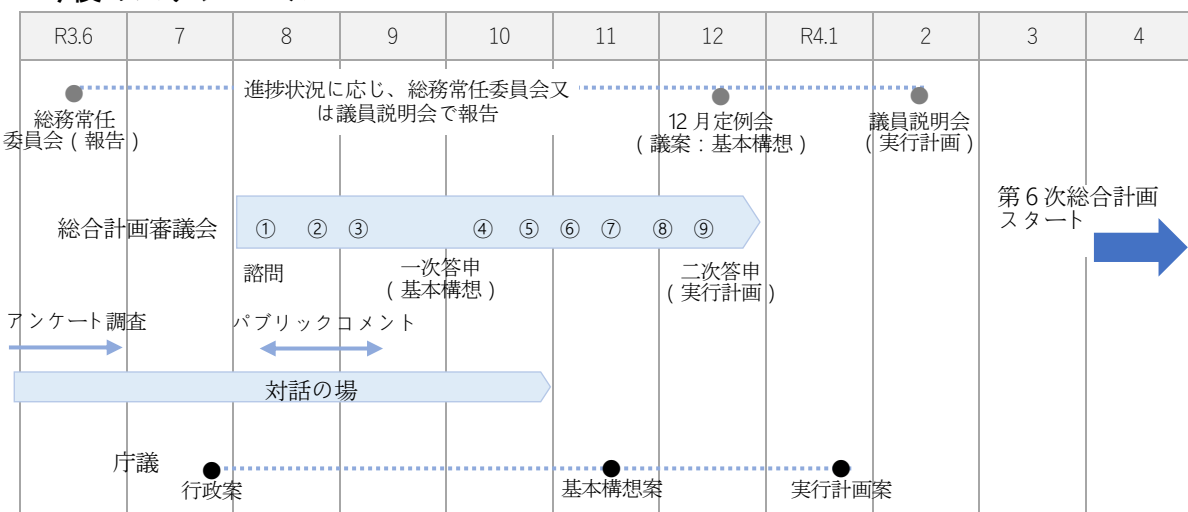 R3.6 7 8 9 10 11 12 R4.1 2 3 4
進捗状況に応じ、総務常任委員会又
は議員説明会で報告
総務常任
委員会(報告)
12月定例会
(議案:基本構想)
議員説明会
(実行計画)
第6次総合計画
スタート
総合計画審議会
① ② ③ ④ ⑤ ⑥ ⑦ ⑧ ⑨
諮問
一次答申
(基本構想)
二次答申
(実行計画)
アンケート調査
パブリックコメント
対話の場
庁議
行政案
基本構想案
実行計画案